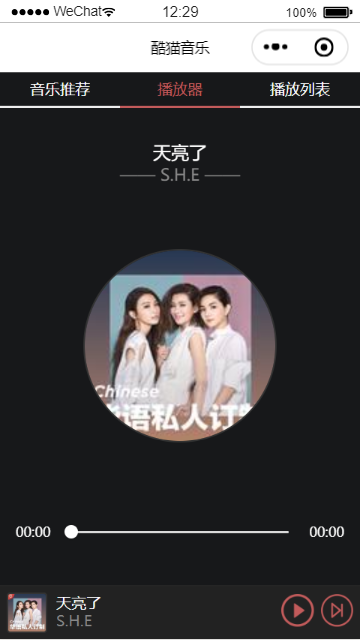 WeChat 12:29 100%
酷猫音乐
音乐推荐 播放器 播放列表
天亮了
S.H.E
Chinese
华语私人订制
00:00 00:00
天亮了
S.H.E